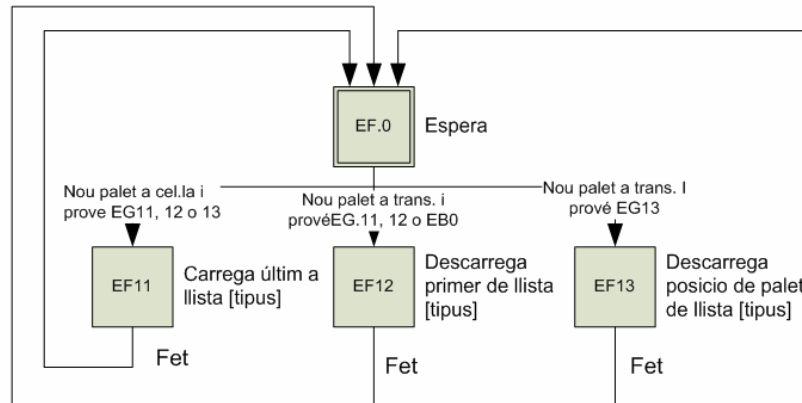 EF.0
Espera
Nou palet a cel.la i
prove EG11, 12 o 13
Nou palet a trans. i
provéEG.11, 12 o EB0
Nou palet a trans. I
prové EG13
EF11
Carrega últim a
llista [tipus]
EF12
Descarrega
primer de llista
[tipus]
EF13
Descarrega
posicio de palet
de llista [tipus]
Fet
Fet
Fet